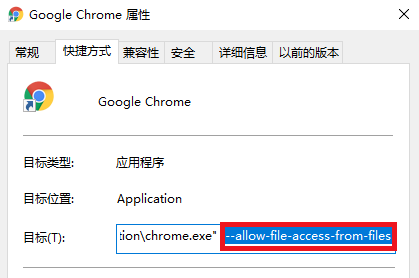 Google Chrome 属性
常规 快捷方式 兼容性 安全 详细信息 以前的版本
Google Chrome
目标类型: 应用程序
目标位置: Application
目标(T): tion\chrome.exe" --allow-file-access-from-files